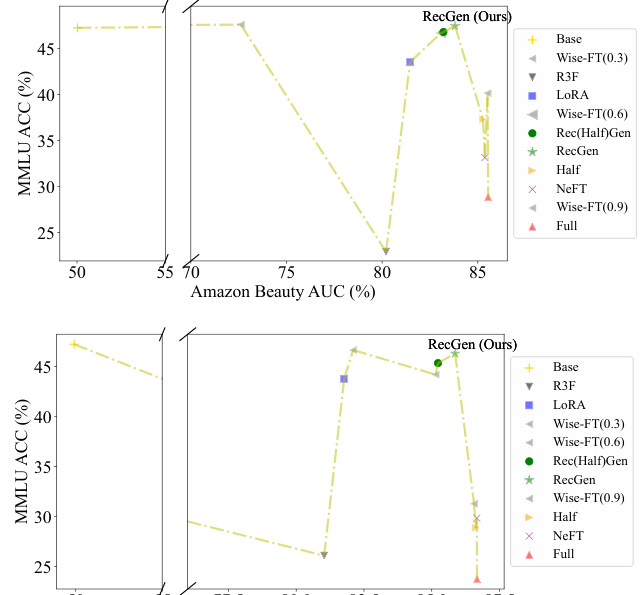 RecGen (Ours)
MMLU ACC (%)
45
40
35
30
25
50
55
70
75
80
85
Amazon Beauty AUC (%)
Base
Wise-FT(0.3)
R3F
LoRA
Wise-FT(0.6)
Rec(Half)Gen
RecGen
Half
NeFT
Wise-FT(0.9)
Full
RecGen (Ours)
MMLU ACC (%)
45
40
35
30
25
Base
R3F
LoRA
Wise-FT(0.3)
Wise-FT(0.6)
Rec(Half)Gen
RecGen
Wise-FT(0.9)
Half
NeFT
Full